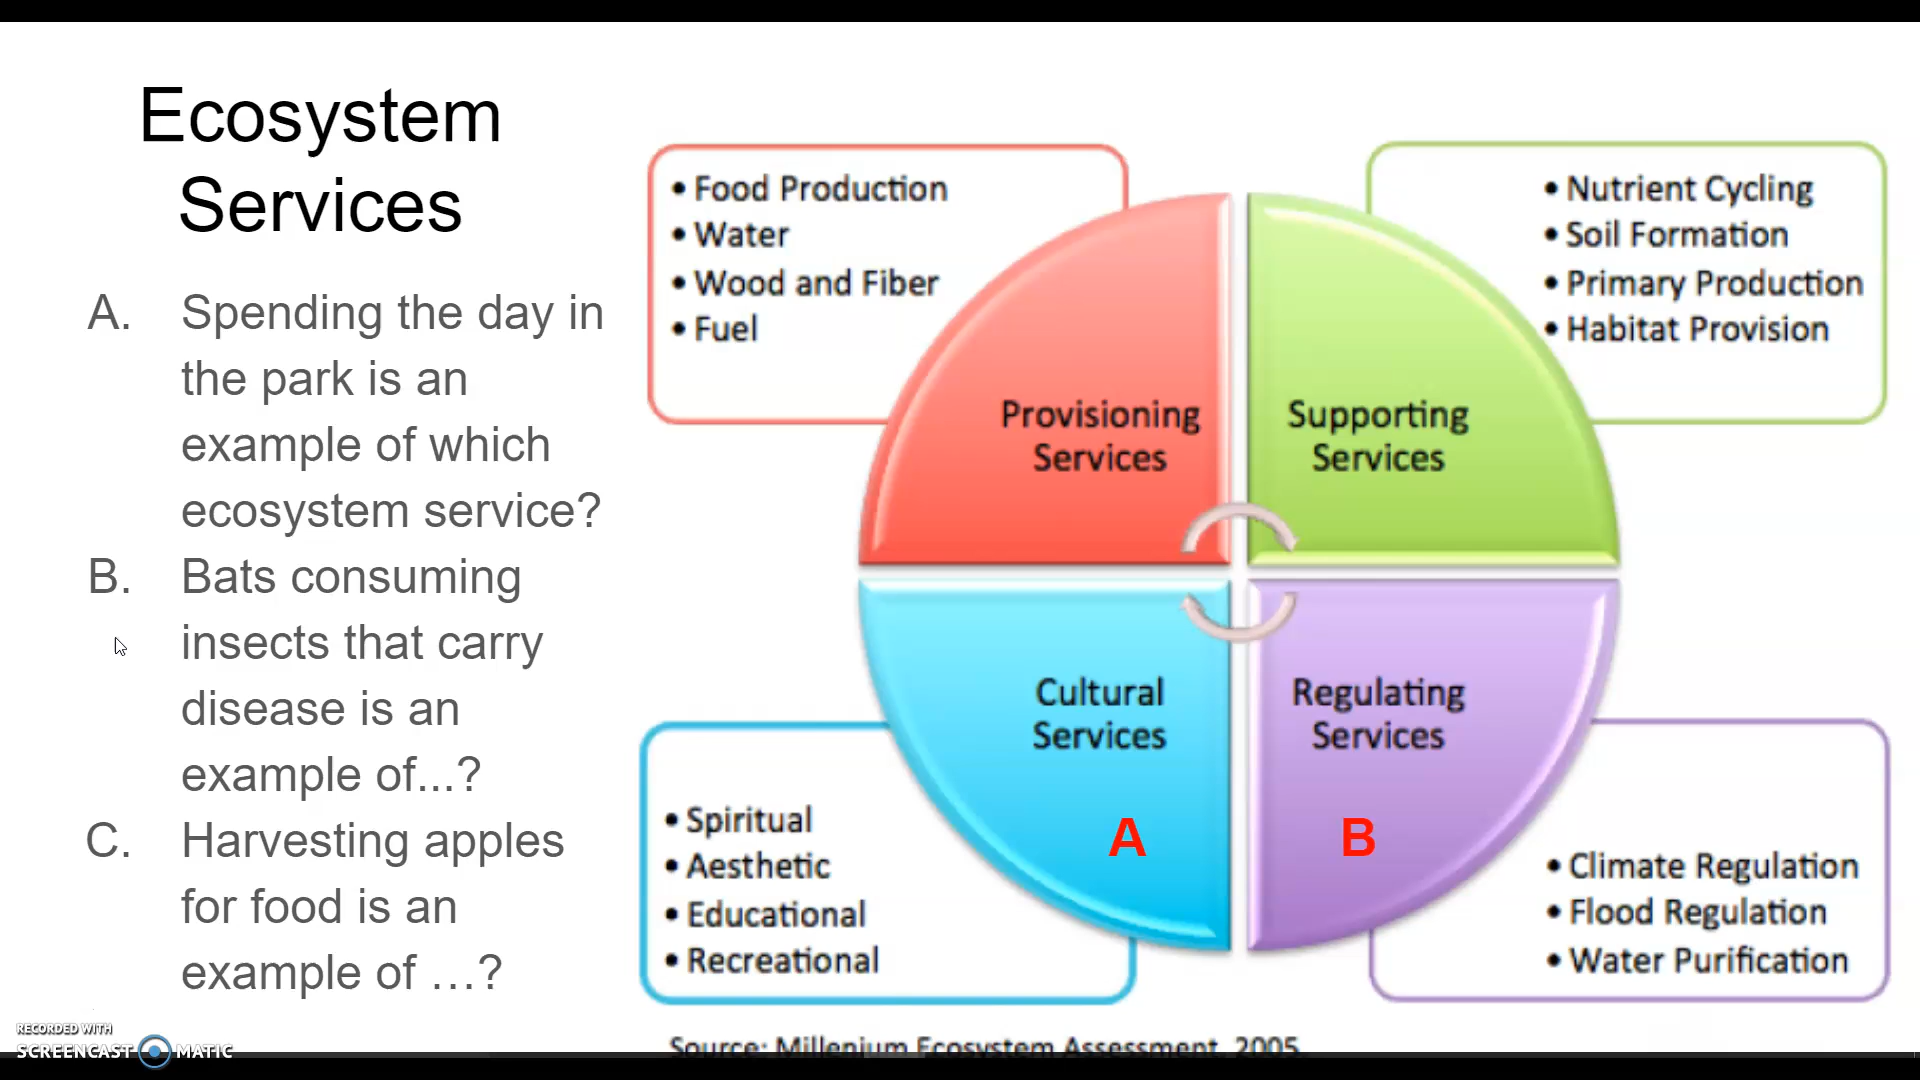 Ecosystem
Services
A. Spending the day in
the park is an
example of which
ecosystem service?
B. Bats consuming
insects that carry
disease is an
example of...?
C. Harvesting apples
for food is an
example of ...?
• Food Production
• Water
• Wood and Fiber
• Fuel
• Nutrient Cycling
• Soil Formation
• Primary Production
• Habitat Provision
Provisioning
Services
Supporting
Services
Cultural
Services
Regulating
Services
A
B
• Spiritual
• Aesthetic
• Educational
• Recreational
• Climate Regulation
• Flood Regulation
• Water Purification
Source: Millenium Ecosystem Assessment, 2005
RECORDED WITH
SCREENCAST MATIC